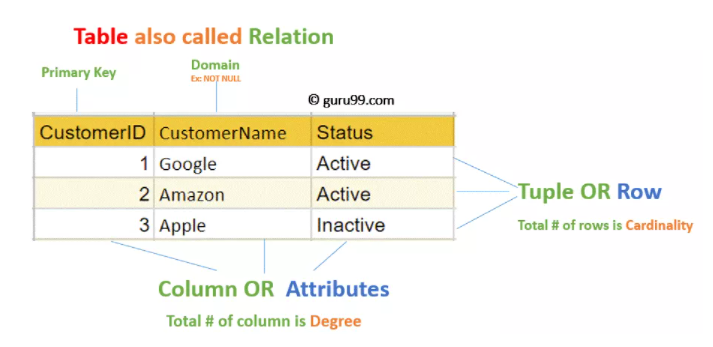 Table also called Relation
Primary Key
Domain
Ex: NOT NULL
© guru99.com
CustomerID CustomerName Status
1 Google Active
2 Amazon Active
3 Apple Inactive
Tuple OR Row
Total # of rows is Cardinality
Column OR Attributes
Total # of column is Degree